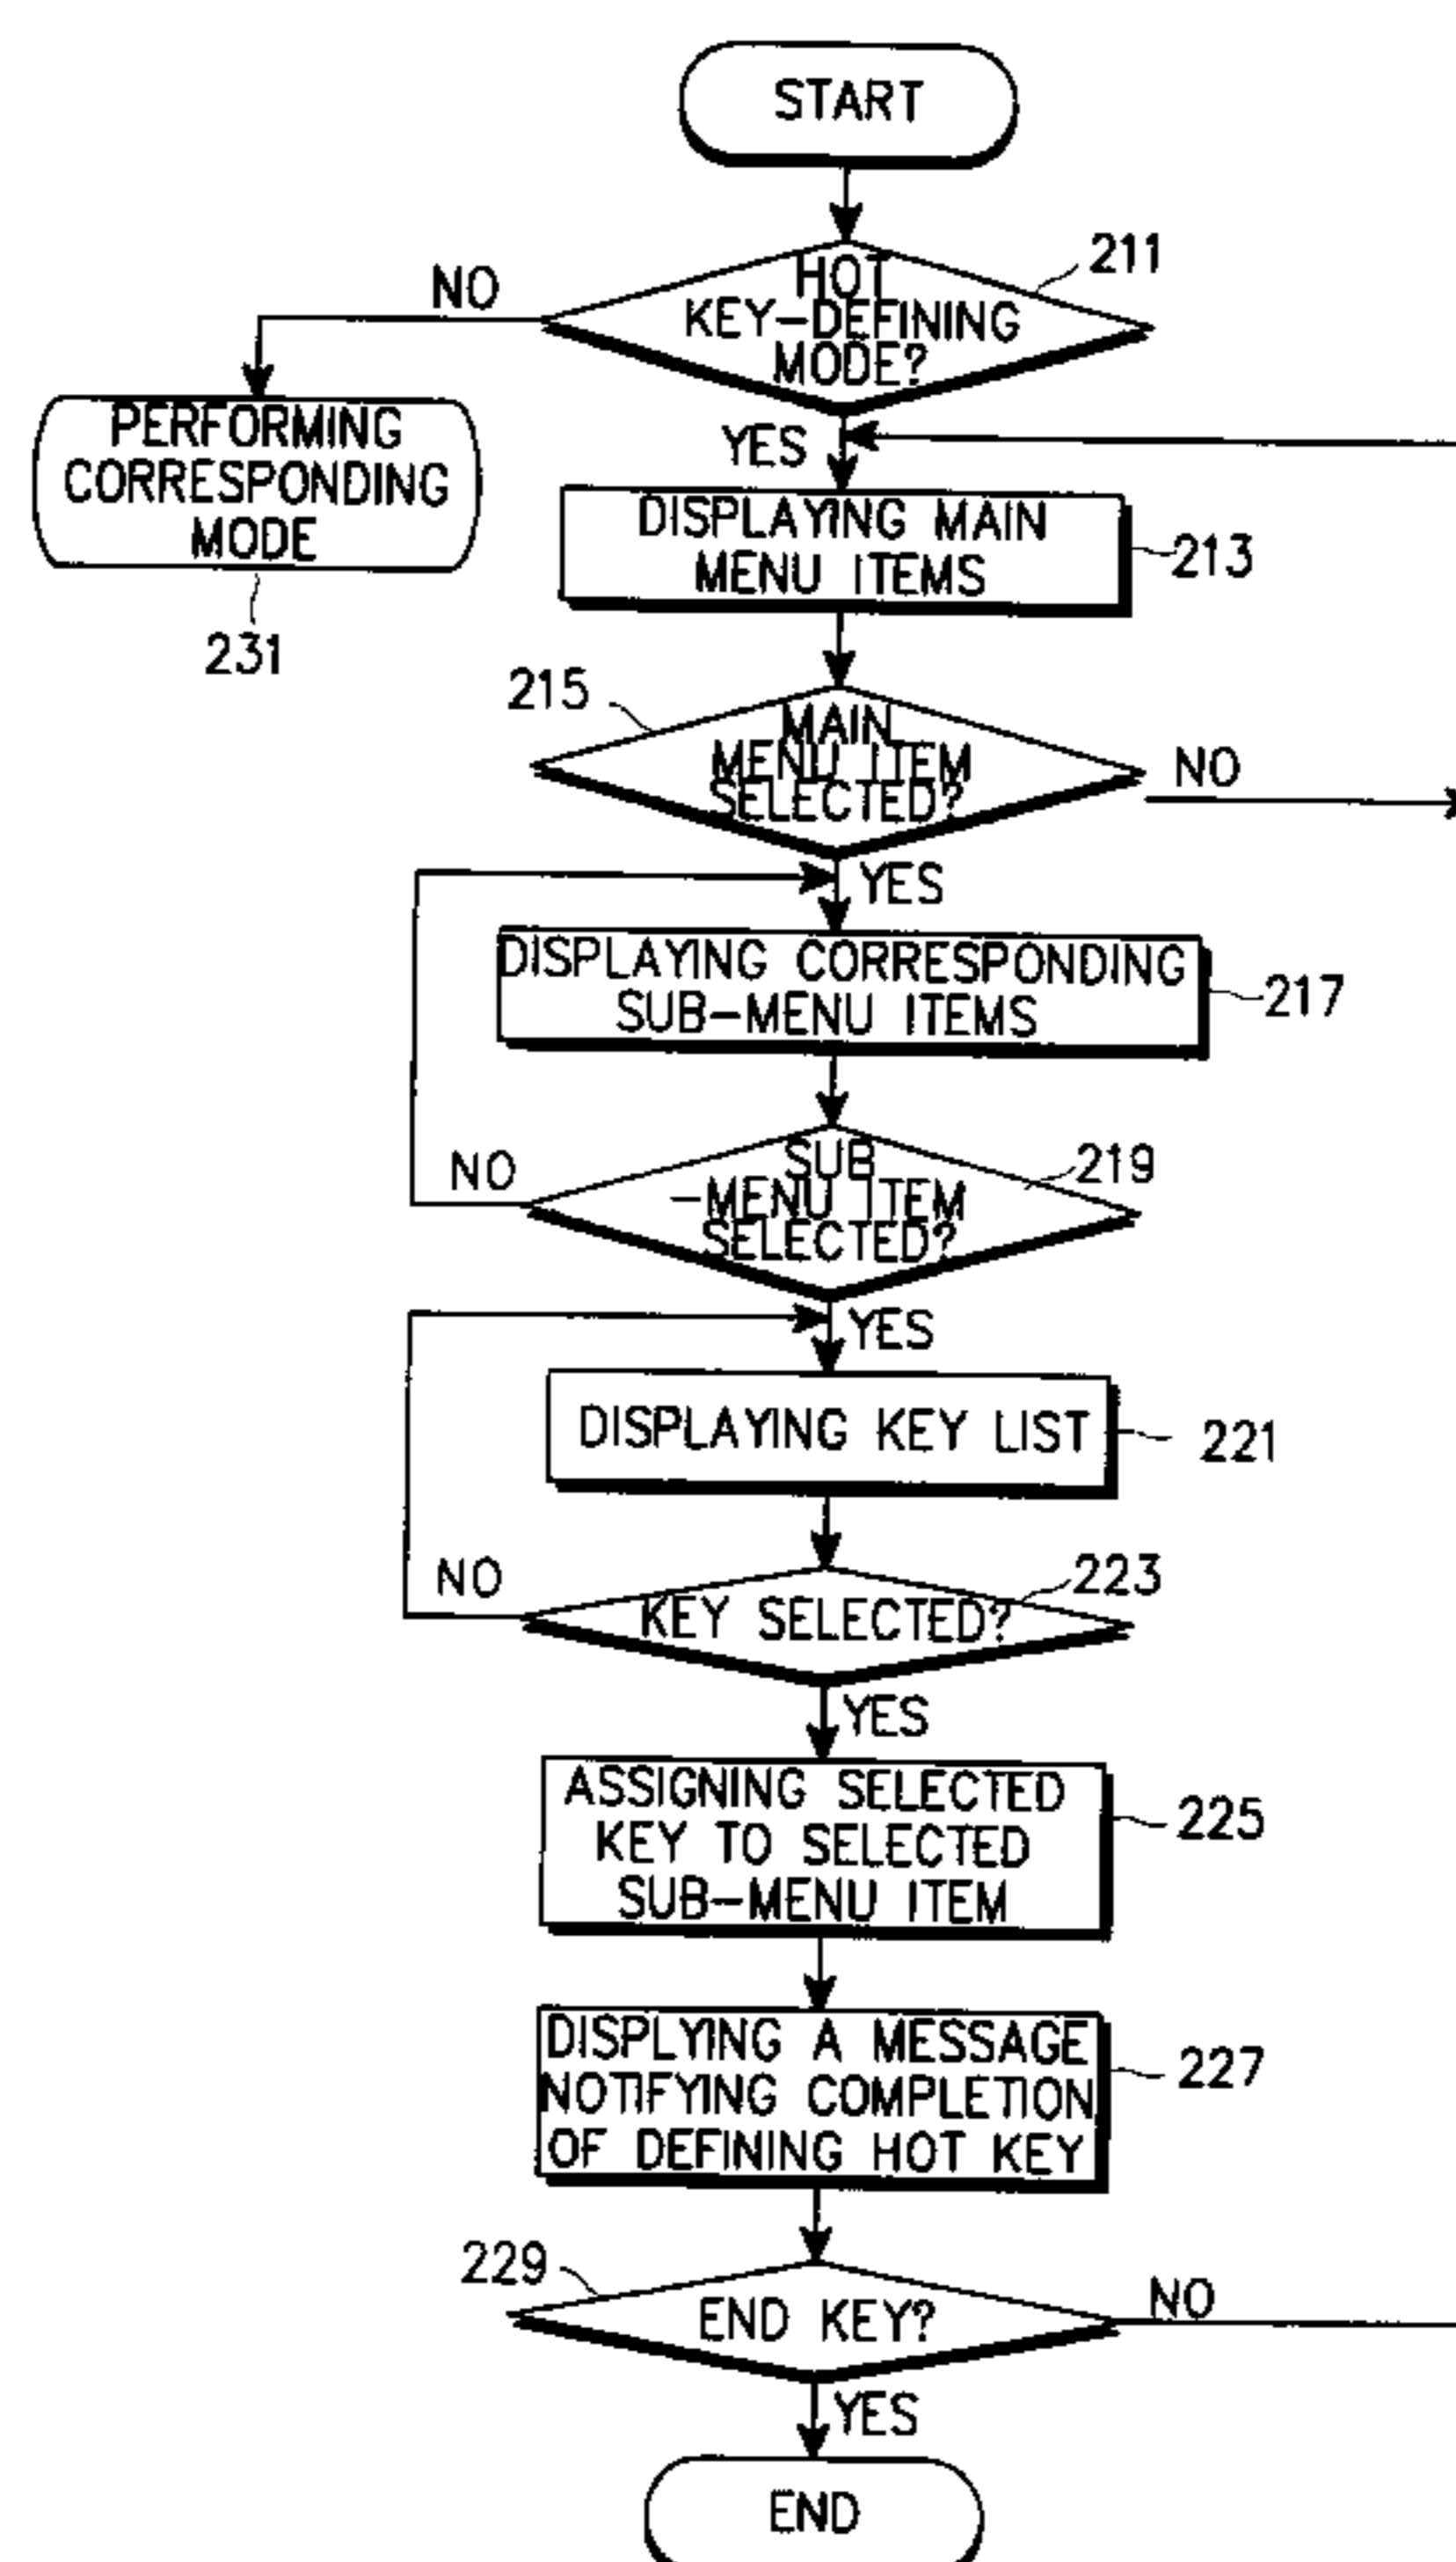 START
211
HOT
KEY-DEFINING
MODE?
NO
YES
PERFORMING
CORRESPONDING
MODE
231
DISPLAYING MAIN
MENU ITEMS
213
215
MAIN
MENU ITEM
SELECTED?
NO
YES
DISPLAYING CORRESPONDING
SUB-MENU ITEMS
217
NO
SUB
-MENU ITEM
SELECTED?
219
YES
DISPLAYING KEY LIST
221
NO
KEY SELECTED?
223
YES
ASSIGNING SELECTED
KEY TO SELECTED
SUB-MENU ITEM
225
DISPLYING A MESSAGE
NOTIFYING COMPLETION
OF DEFINING HOT KEY
227
229
END KEY?
NO
YES
END